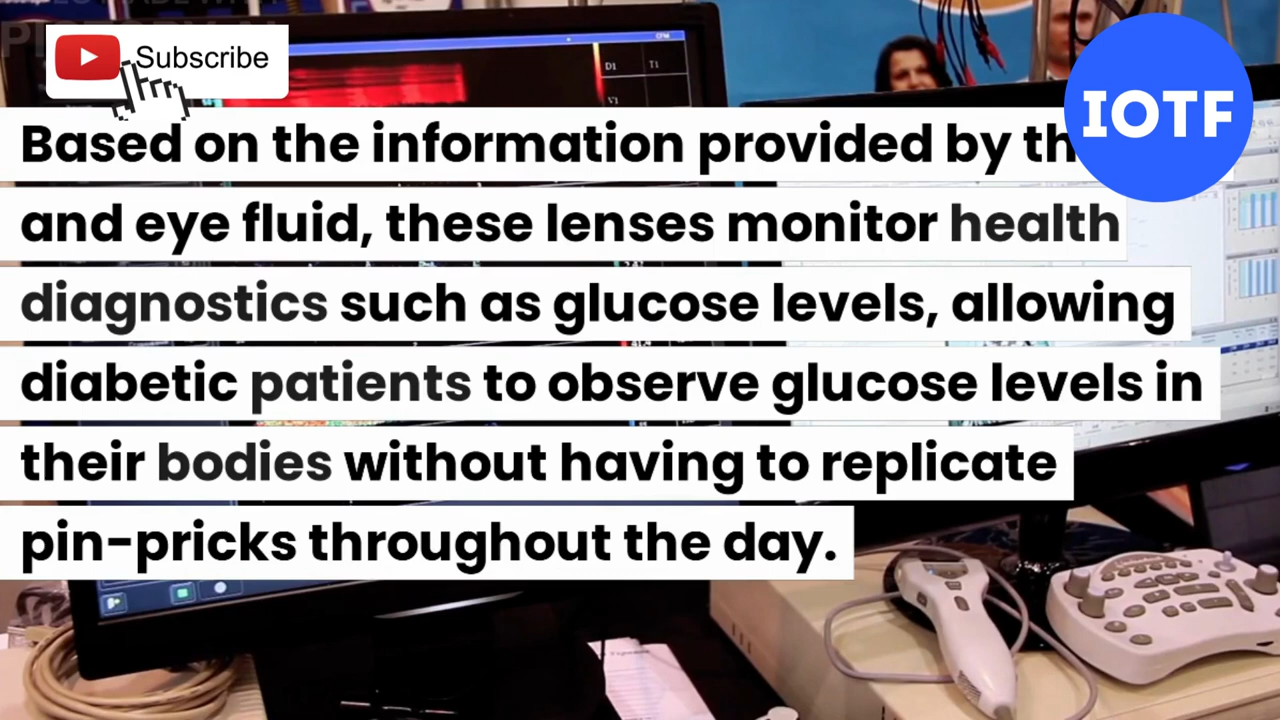 Subscribe
IOTF
Based on the information provided by
and eye fluid, these lenses monitor health
diagnostics such as glucose levels, allowing
diabetic patients to observe glucose levels in
their bodies without having to replicate
pin-pricks throughout the day.
D1 T1
V1